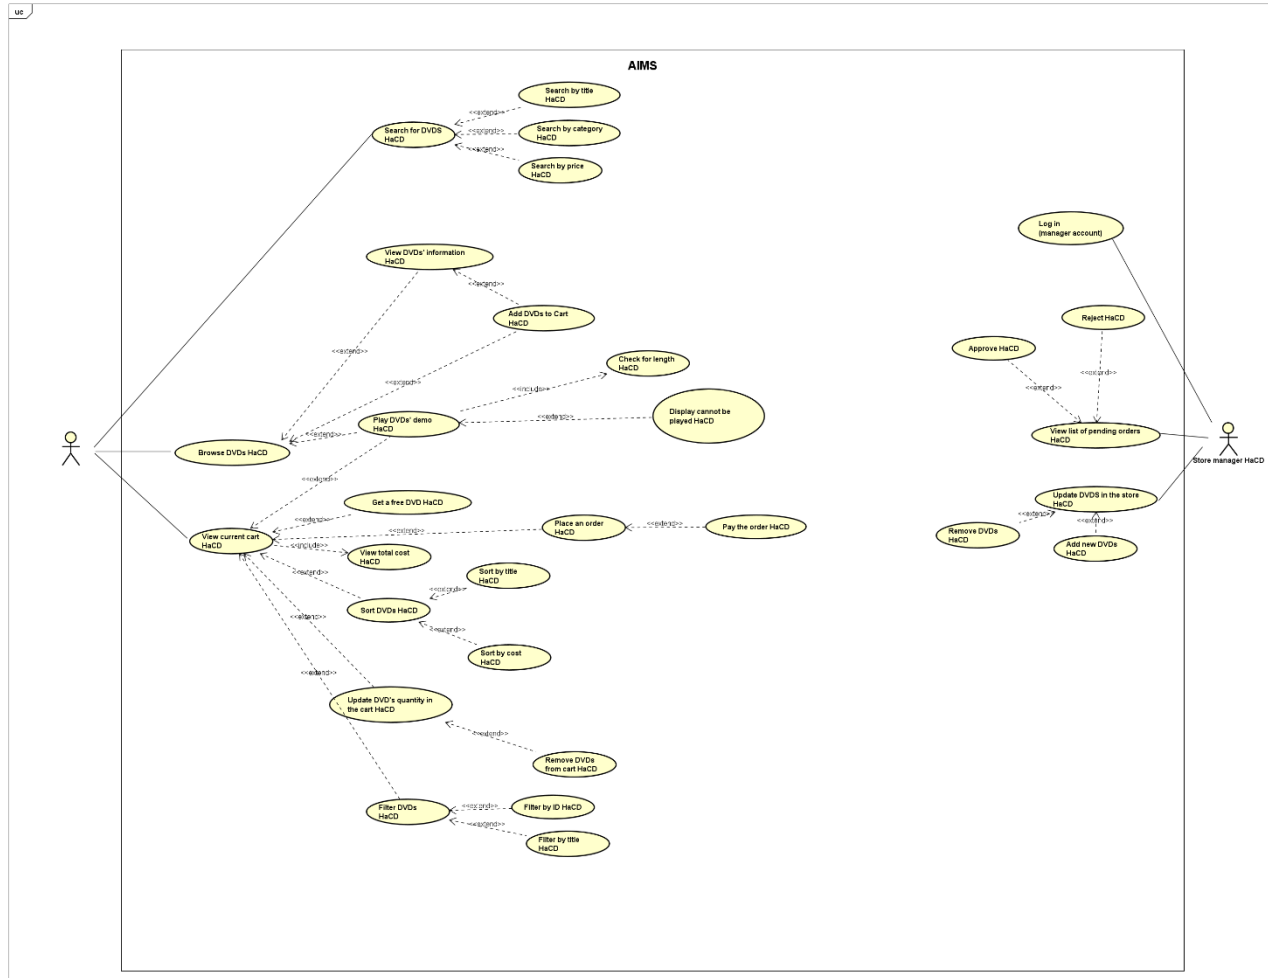 uc
AIMS
Search by title
HaCD
<<extend>>
Search for DVDS
HaCD
<<extend>>
Search by category
HaCD
<<extend>>
Search by price
HaCD
Log in
(manager account)
View DVDs' information
HaCD
<<extend>>
Add DVDs to Cart
HaCD
Reject HaCD
Approve HaCD
<<extend>>
Check for length
HaCD
<<extend>>
<<extend>>
<<extend>>
<<include>>
Display cannot be
played HaCD
<<extend>>
Play DVDs' demo
HaCD
<<extend>>
View list of pending orders
HaCD
Browse DVDs HaCD
Store manager HaCD
<<extend>>
Get a free DVD HaCD
Update DVDS in the store
HaCD
<<extend>>
<<extend>>
<<extend>>
Remove DVDs
HaCD
Add new DVDs
HaCD
<<extend>>
Place an order
HaCD
<<extend>>
Pay the order HaCD
View current cart
HaCD
<<include>>
View total cost
HaCD
<<extend>>
Sort by title
HaCD
<<extend>>
Sort DVDs HaCD
<<extend>>
<<extend>>
Sort by cost
HaCD
<<extend>>
Update DVD's quantity in
the cart HaCD
<<extend>>
Remove DVDs
from cart HaCD
Filter DVDs
HaCD
<<extend>>
Filter by ID HaCD
<<extend>>
Filter by title
HaCD